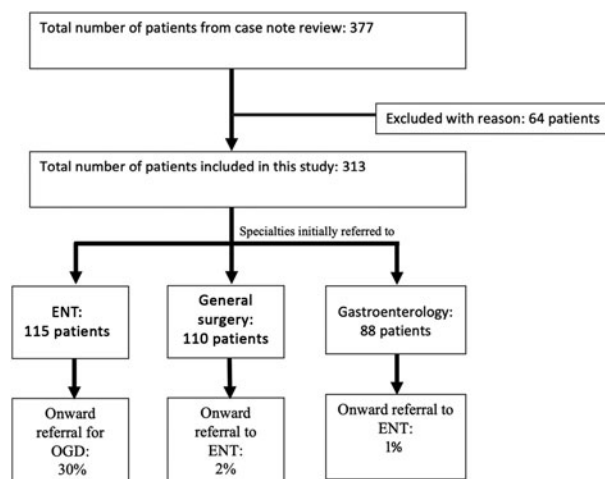 Total number of patients from case note review: 377
Excluded with reason: 64 patients
Total number of patients included in this study: 313
Specialties initially referred to
ENT:
115 patients
General
surgery:
110 patients
Gastroenterology:
88 patients
Onward
referral for
OGD:
30%
Onward
referral to
ENT:
2%
Onward referral to
ENT:
1%